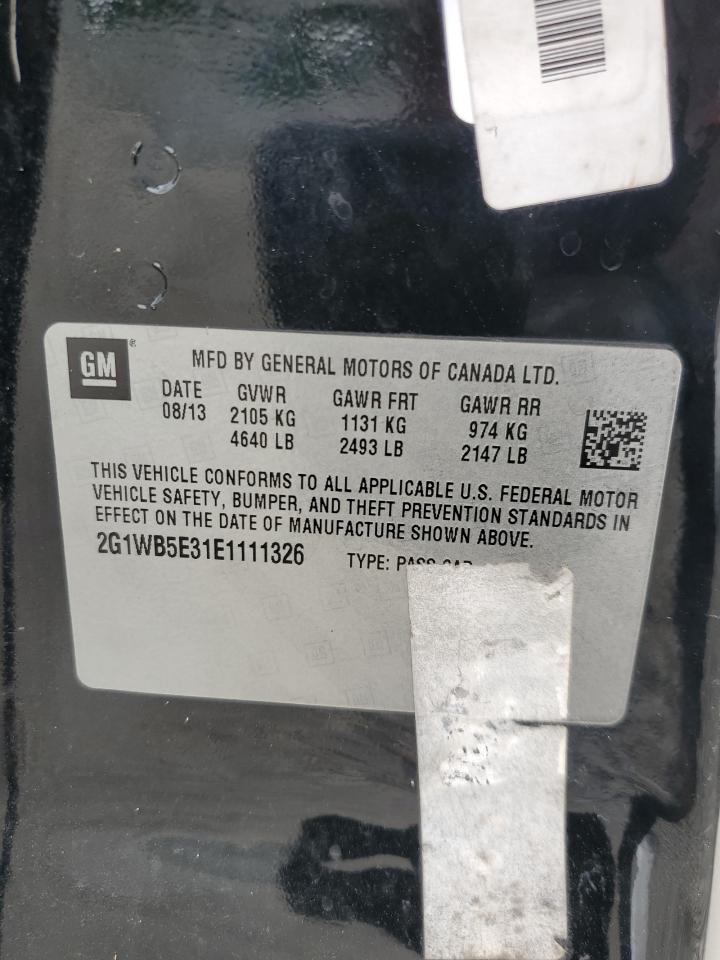 GM®
MFD BY GENERAL MOTORS OF CANADA LTD.
DATE GVWR GAWR FRT GAWR RR
08/13 2105 KG 1131 KG 974 KG
4640 LB 2493 LB 2147 LB
THIS VEHICLE CONFORMS TO ALL APPLICABLE U.S. FEDERAL MOTOR
VEHICLE SAFETY, BUMPER, AND THEFT PREVENTION STANDARDS IN
EFFECT ON THE DATE OF MANUFACTURE SHOWN ABOVE.
2G1WB5E31E1111326 TYPE: PASS CAR